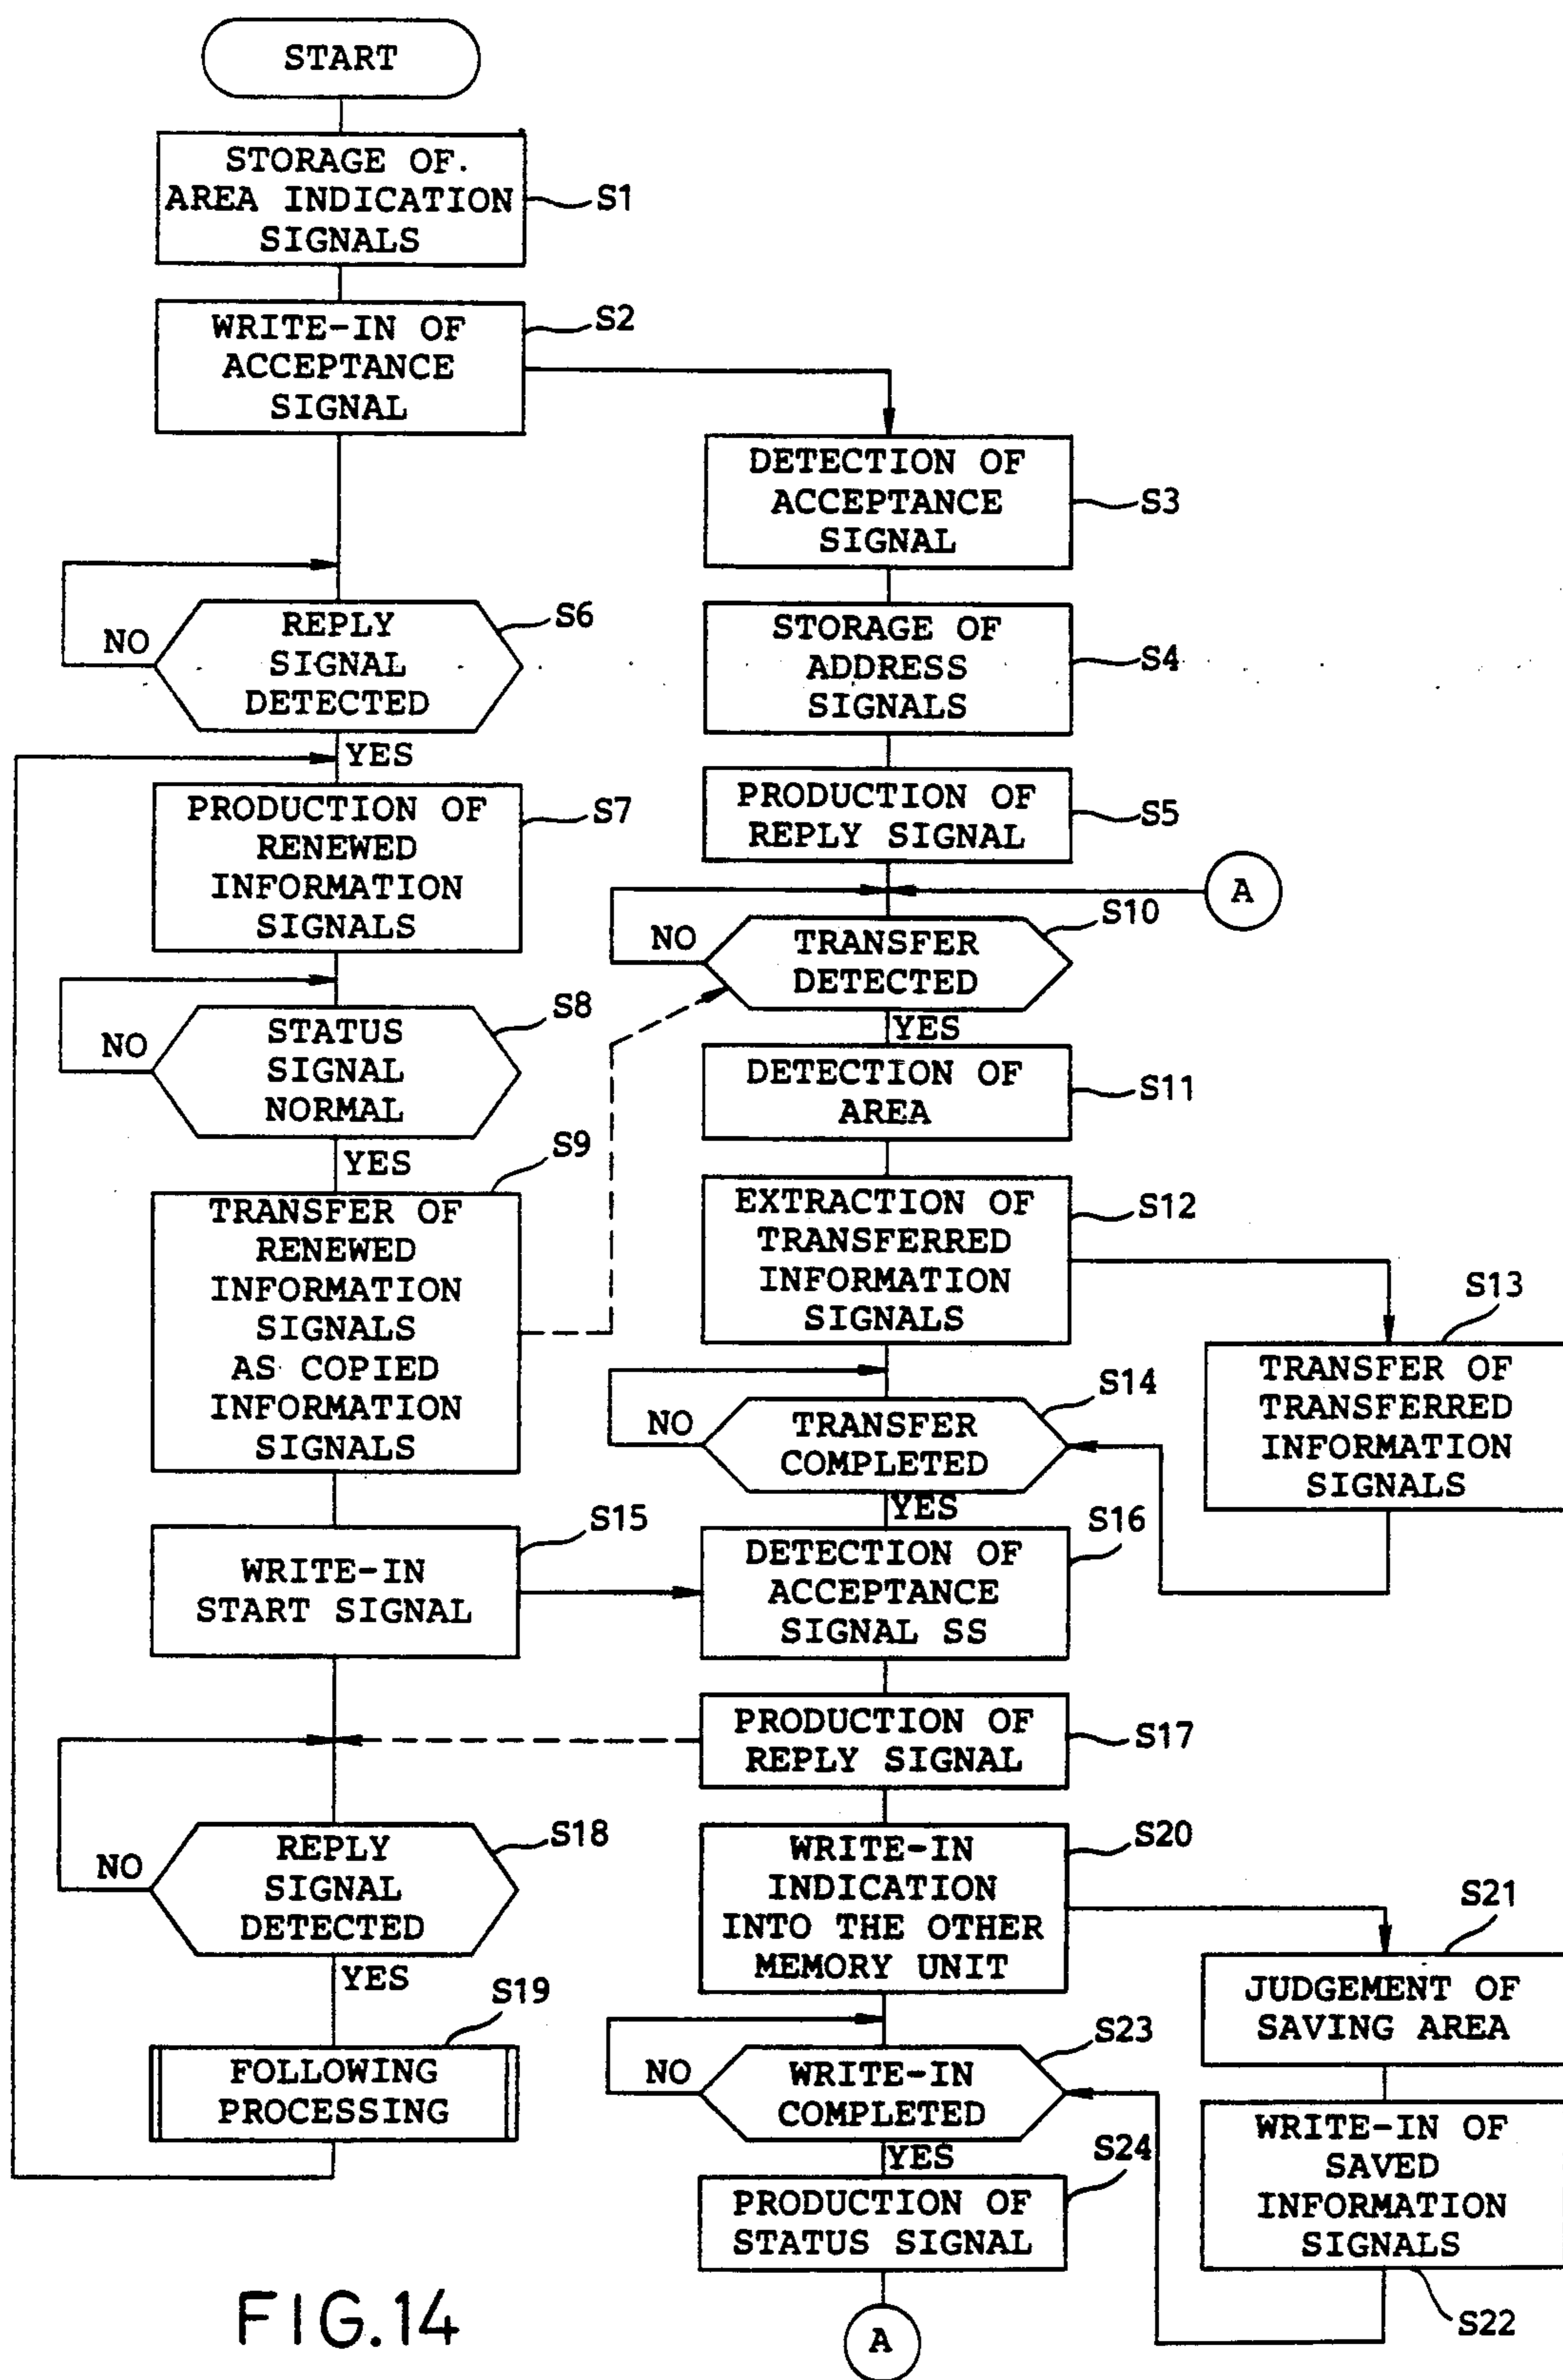 START
STORAGE OF.
AREA INDICATION
SIGNALS
S1
WRITE-IN OF
ACCEPTANCE
SIGNAL
S2
DETECTION OF
ACCEPTANCE
SIGNAL
S3
STORAGE OF
ADDRESS
SIGNALS
S4
PRODUCTION OF
REPLY SIGNAL
S5
REPLY
SIGNAL
DETECTED
S6
NO
YES
PRODUCTION OF
RENEWED
INFORMATION
SIGNALS
S7
STATUS
SIGNAL
NORMAL
S8
NO
YES
TRANSFER OF
RENEWED
INFORMATION
SIGNALS
AS COPIED
INFORMATION
SIGNALS
S9
A
TRANSFER
DETECTED
S10
NO
YES
DETECTION OF
AREA
S11
EXTRACTION OF
TRANSFERRED
INFORMATION
SIGNALS
S12
S13
TRANSFER OF
TRANSFERRED
INFORMATION
SIGNALS
TRANSFER
COMPLETED
S14
NO
YES
WRITE-IN
START SIGNAL
S15
DETECTION OF
ACCEPTANCE
SIGNAL SS
S16
PRODUCTION OF
REPLY SIGNAL
S17
REPLY
SIGNAL
DETECTED
S18
NO
YES
S19
FOLLOWING
PROCESSING
WRITE-IN
INDICATION
INTO THE OTHER
MEMORY UNIT
S20
S21
JUDGEMENT OF
SAVING AREA
WRITE-IN OF
SAVED
INFORMATION
SIGNALS
S22
WRITE-IN
COMPLETED
S23
NO
YES
PRODUCTION OF
STATUS SIGNAL
S24
A
FIG.14